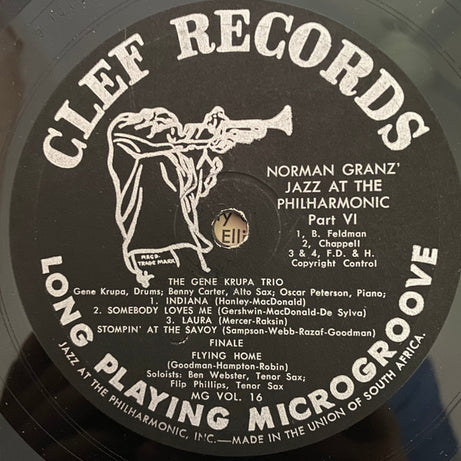 CLEF RECORDS
NORMAN GRANZ'
JAZZ AT THE
PHILHARMONIC
Part VI
1, B. Feldman
2, Chappell
3 & 4, F.D. & H.
Copyright Control
REGD.
TRADE MARK
THE GENE KRUPA TRIO
Gene Krupa, Drums; Benny Carter, Alto Sax; Oscar Peterson, Piano;
1. INDIANA (Hanley-MacDonald)
2. SOMEBODY LOVES ME (Gershwin-MacDonald-De Sylva)
3. LAURA (Mercer-Raksin)
STOMPIN' AT THE SAVOY (Sampson-Webb-Razaf-Goodman)
FINALE
FLYING HOME
(Goodman-Hampton-Robin)
Soloists: Ben Webster, Tenor Sax;
Flip Phillips, Tenor Sax
MG VOL. 16
LONG PLAYING MICROGROOVE
JAZZ AT THE PHILHARMONIC, INC.—MADE IN THE UNION OF SOUTH AFRICA.